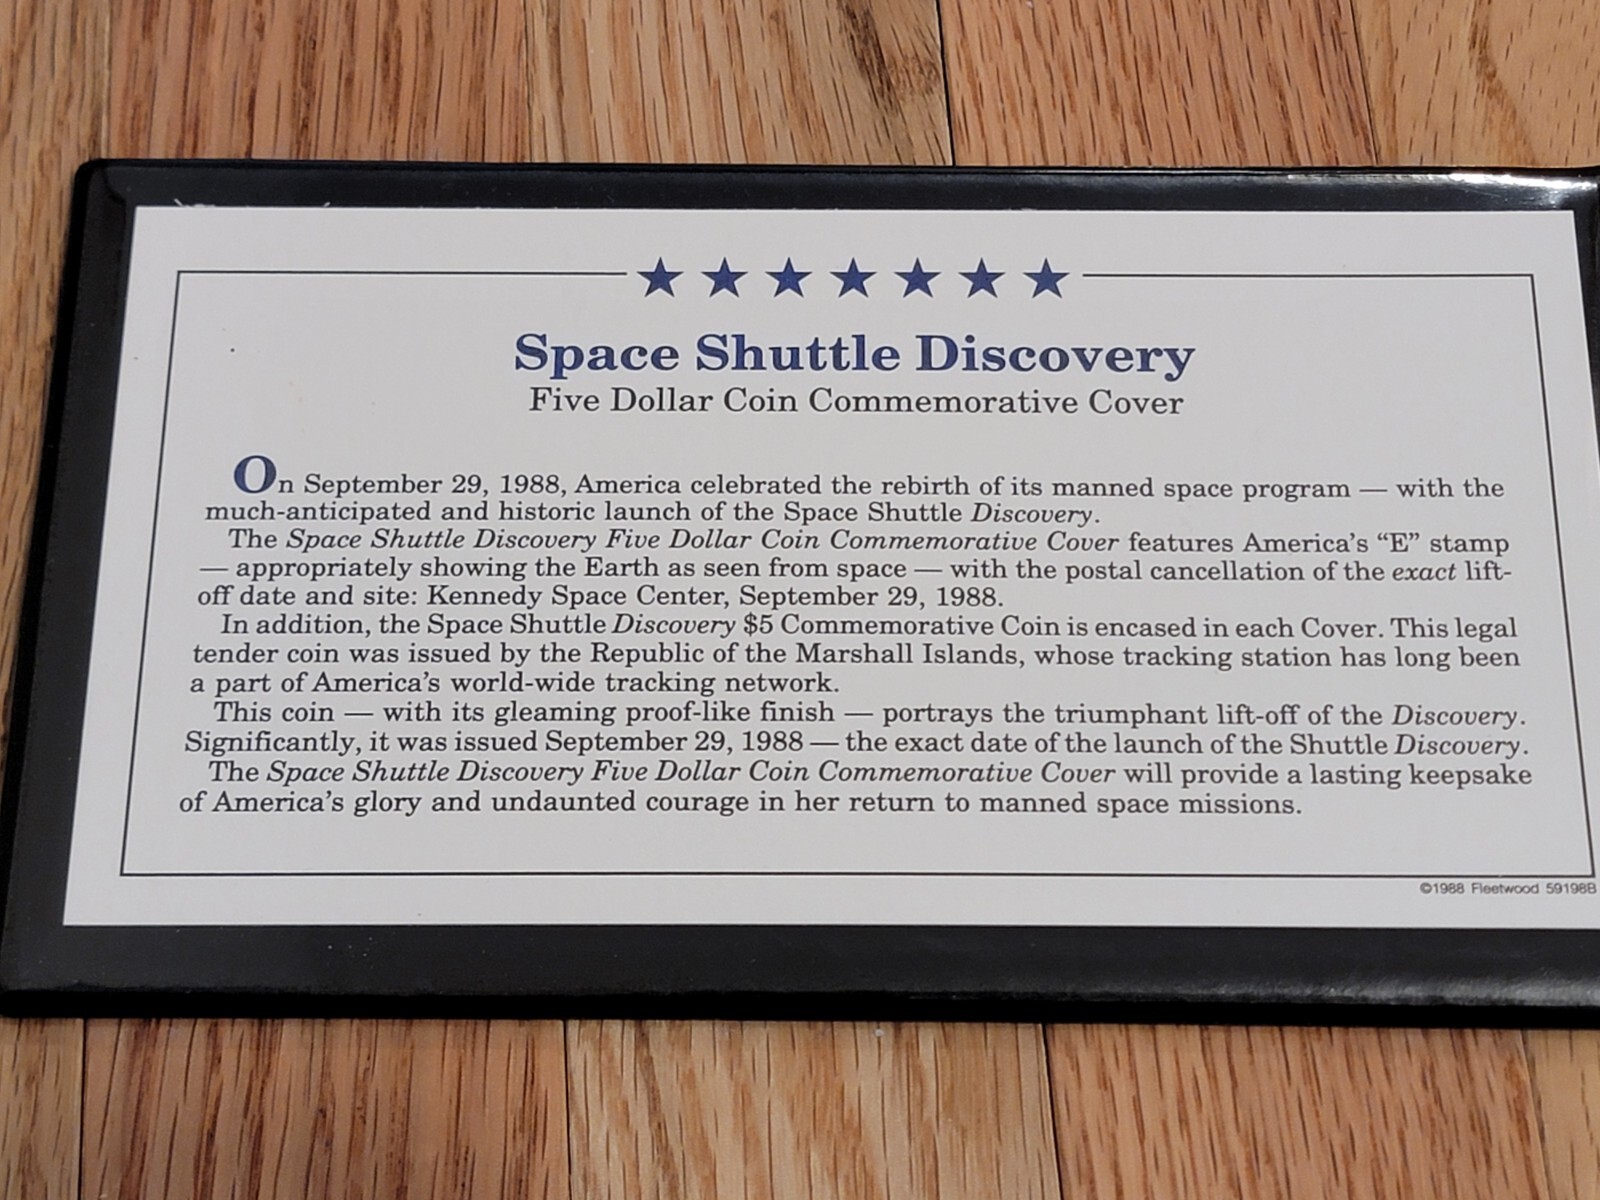 Space Shuttle Discovery
Five Dollar Coin Commemorative Cover
On September 29, 1988, America celebrated the rebirth of its manned space program — with the
much-anticipated and historic launch of the Space Shuttle Discovery.
The Space Shuttle Discovery Five Dollar Coin Commemorative Cover features America's “E” stamp
— appropriately showing the Earth as seen from space — with the postal cancellation of the exact lift-
off date and site: Kennedy Space Center, September 29, 1988.
In addition, the Space Shuttle Discovery $5 Commemorative Coin is encased in each Cover. This legal
tender coin was issued by the Republic of the Marshall Islands, whose tracking station has long been
a part of America's world-wide tracking network.
This coin — with its gleaming proof-like finish — portrays the triumphant lift-off of the Discovery.
Significantly, it was issued September 29, 1988 — the exact date of the launch of the Shuttle Discovery.
The Space Shuttle Discovery Five Dollar Coin Commemorative Cover will provide a lasting keepsake
of America's glory and undaunted courage in her return to manned space missions.
©1988 Fleetwood 59198B